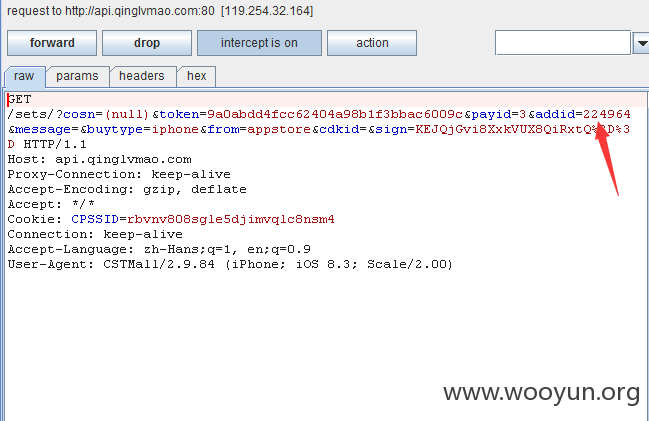 request to http://api.qinglvmao.com:80 [119.254.32.164]
forward drop intercept is on action
raw params headers hex
GET
/sets/?cosn=(null)&token=9a0abdd4fcc62404a98b1f3bbac6009c&payid=3&addid=224964
&message=&buytype=iphone&from=appstore&cdkid=&sign=KEJQjGvi8XxkVUX8QiRxtQ%3D%3
D HTTP/1.1
Host: api.qinglvmao.com
Proxy-Connection: keep-alive
Accept-Encoding: gzip, deflate
Accept: */*
Cookie: CPSSID=rbvnv808sgle5djimvqlc8nsm4
Connection: keep-alive
Accept-Language: zh-Hans;q=1, en;q=0.9
User-Agent: CSTMall/2.9.84 (iPhone; iOS 8.3; Scale/2.00)
www.wooyun.org